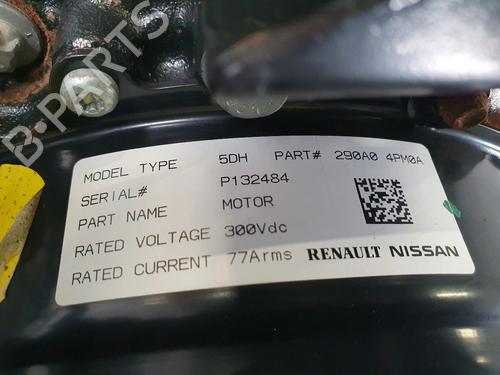 B-PARTS
MODEL TYPE 5DH PART# 290A0 4PM0A
SERIAL# P132484
PART NAME MOTOR
RATED VOLTAGE 300Vdc
RATED CURRENT 77Arms RENAULT NISSAN